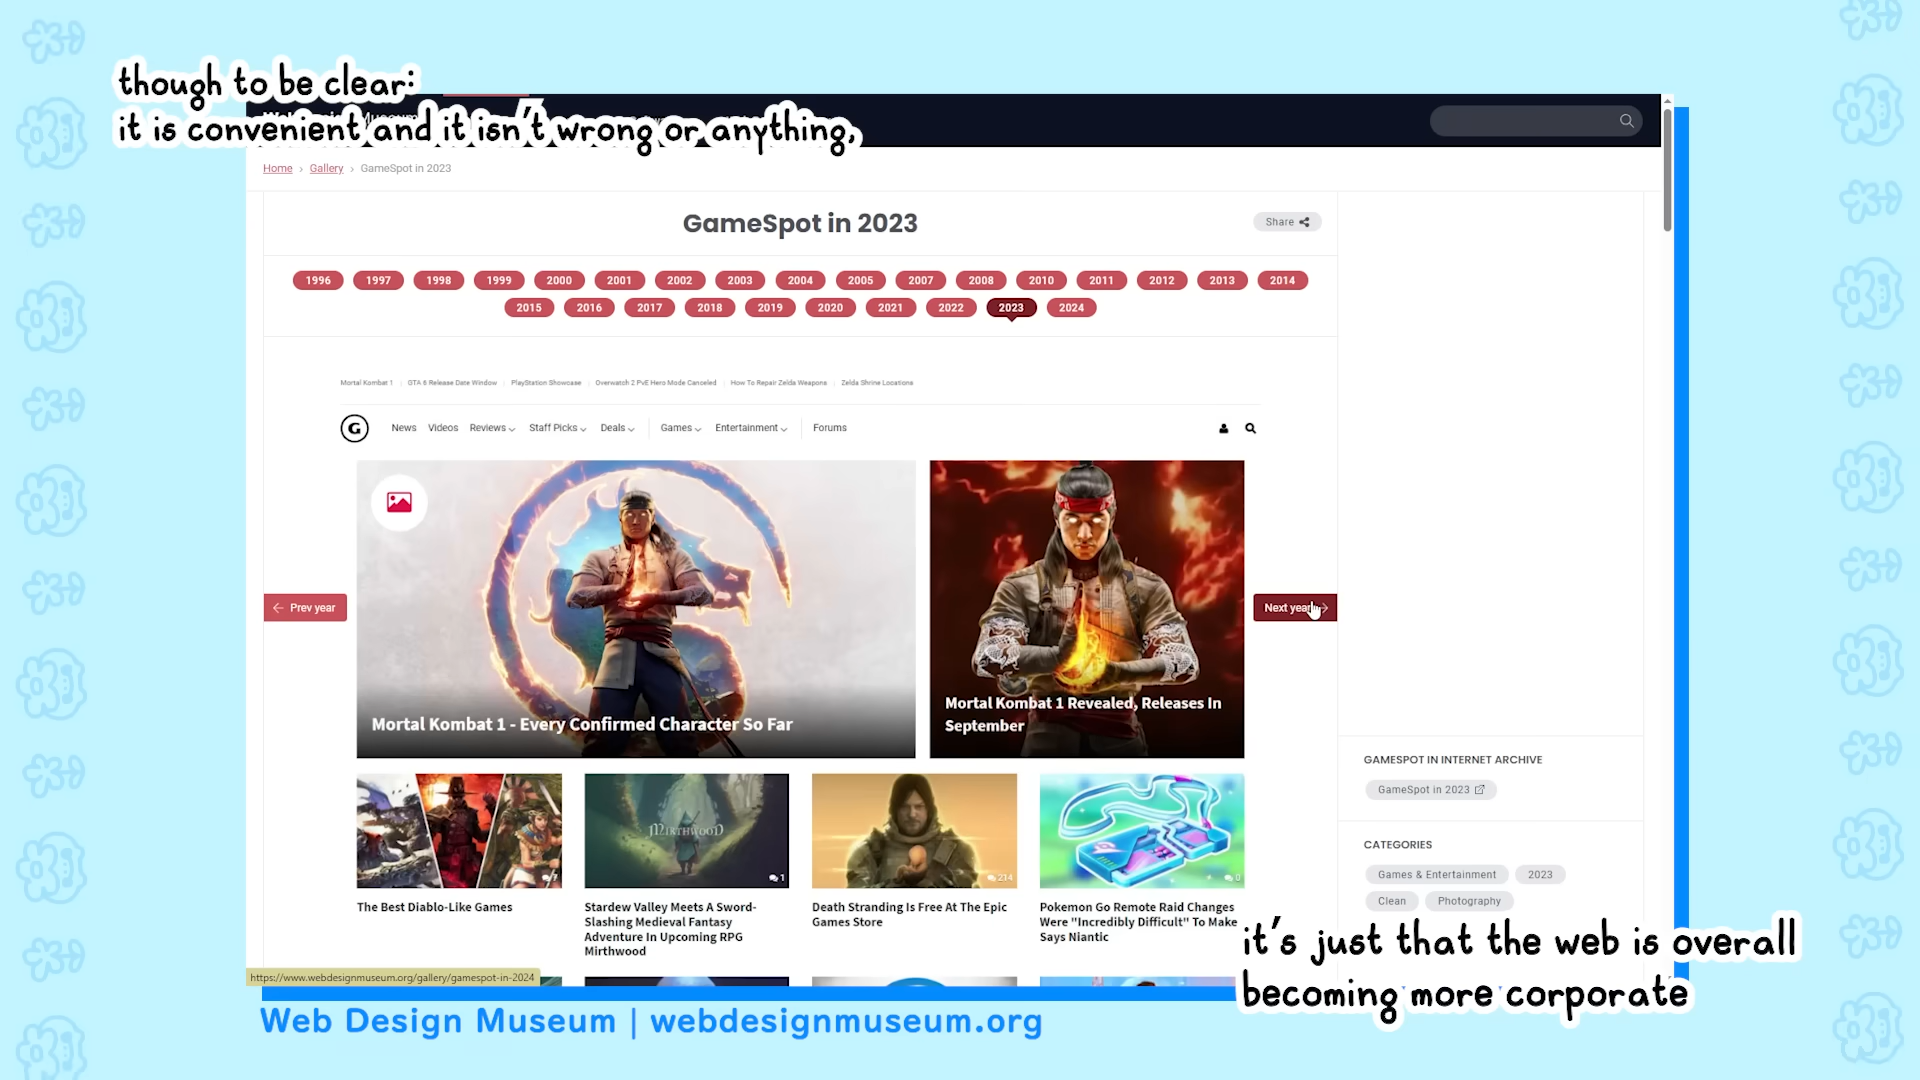 though to be clear:
it is convenient and it isn't wrong or anything,
Home › Gallery › GameSpot in 2023
GameSpot in 2023
Share
1996 1997 1998 1999 2000 2001 2002 2003 2004 2005 2007 2008 2010 2011 2012 2013 2014
2015 2016 2017 2018 2019 2020 2021 2022 2023 2024
Mortal Kombat 1 | GTA 6 Release Date Window | PlayStation Showcase | Overwatch 2 PvE Hero Mode Canceled | How To Repair Zelda Weapons | Zelda Shrine Locations
G News Videos Reviews Staff Picks Deals Games Entertainment Forums
← Prev year
Next year
Mortal Kombat 1 - Every Confirmed Character So Far
Mortal Kombat 1 Revealed, Releases In
September
MIRTHWOOD
7
1
214
0
The Best Diablo-Like Games
Stardew Valley Meets A Sword-
Slashing Medieval Fantasy
Adventure In Upcoming RPG
Mirthwood
Death Stranding Is Free At The Epic
Games Store
Pokemon Go Remote Raid Changes
Were "Incredibly Difficult" To Make
Says Niantic
GAMESPOT IN INTERNET ARCHIVE
GameSpot in 2023
CATEGORIES
Games & Entertainment 2023
Clean Photography
it's just that the web is overall
becoming more corporate
https://www.webdesignmuseum.org/gallery/gamespot-in-2024
Web Design Museum | webdesignmuseum.org